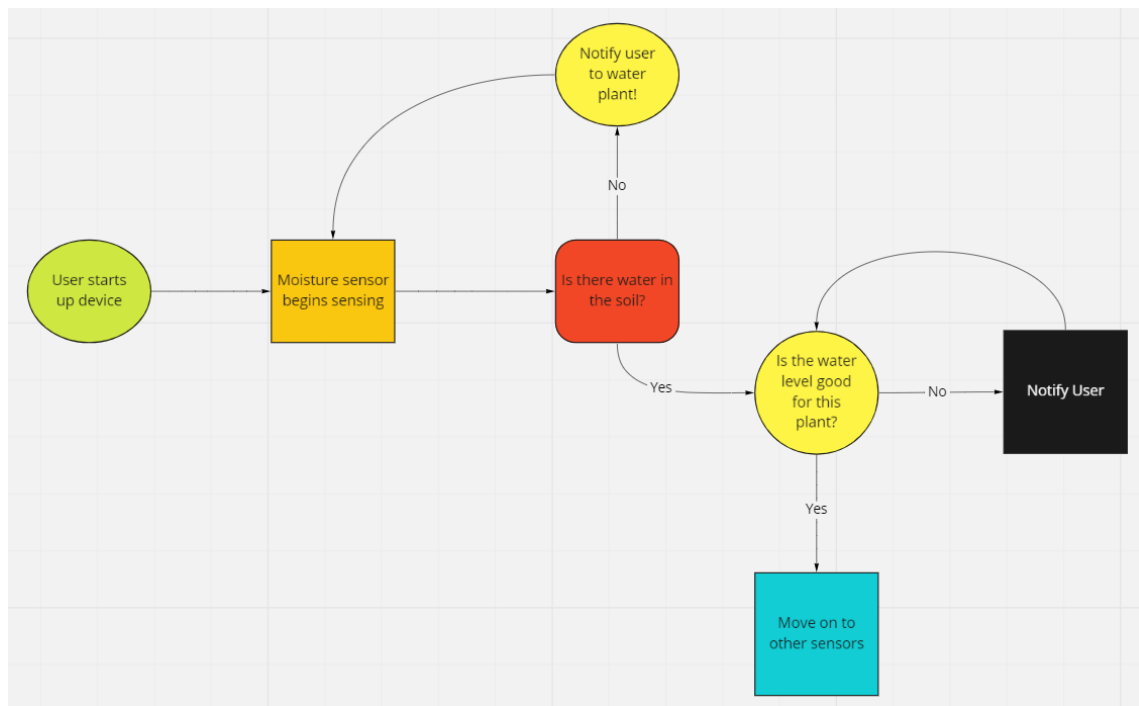 Notify user
to water
plant!
No
User starts
up device
Moisture sensor
begins sensing
Is there water in
the soil?
Yes
Is the water
level good
for this
plant?
No
Notify User
Yes
Move on to
other sensors